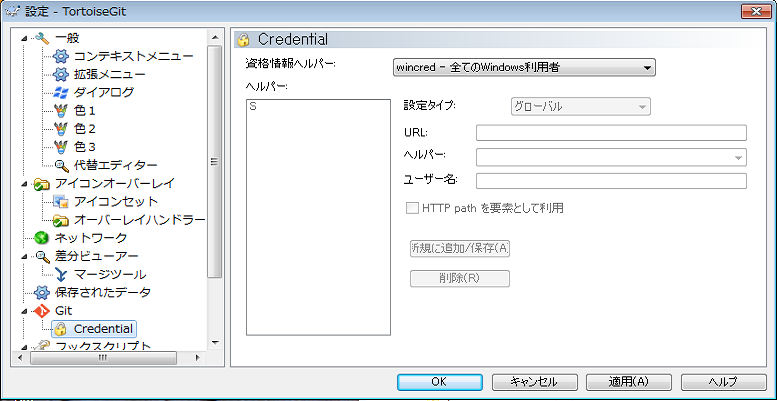 設定 - TortoiseGit
一般
コンテキストメニュー
拡張メニュー
ダイアログ
色1
色2
色3
代替エディター
アイコンオーバーレイ
アイコンセット
オーバーレイハンドラー
ネットワーク
差分ビューアー
マージツール
保存されたデータ
Git
Credential
フックスクリプト
Credential
資格情報ヘルパー:
wincred - 全てのWindows利用者
ヘルパー:
S
設定タイプ:
グローバル
URL:
ヘルパー:
ユーザー名:
HTTP path を要素として利用
新規に追加/保存(A)
削除(R)
OK
キャンセル
適用(A)
ヘルプ